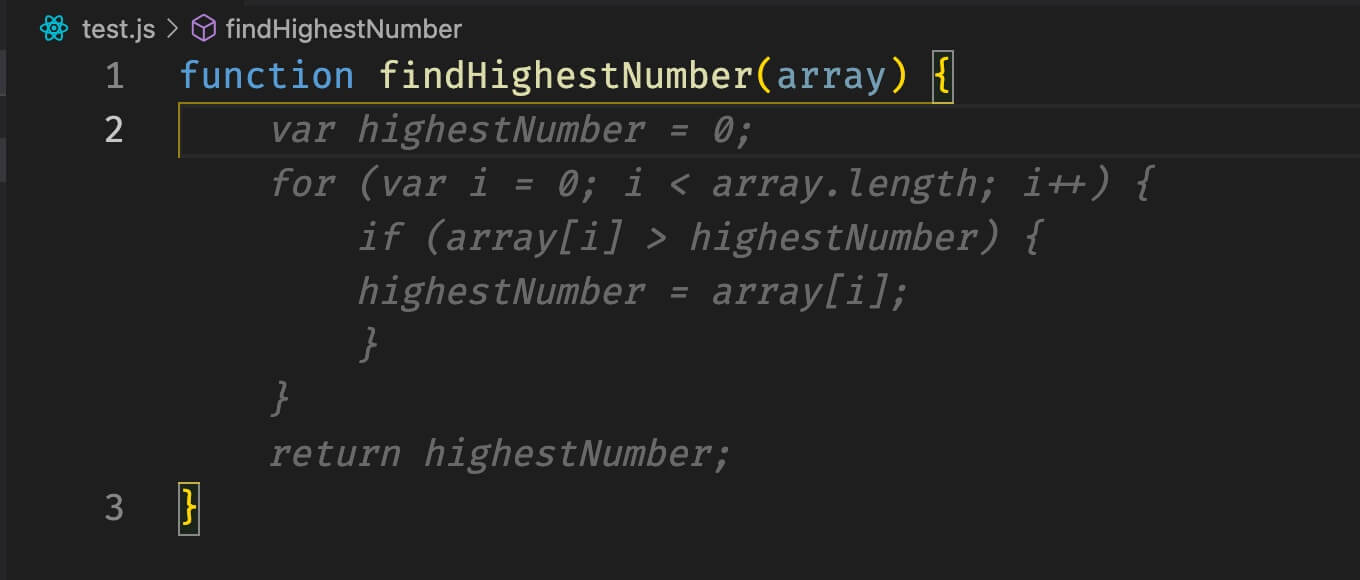 test.js > findHighestNumber
1 function findHighestNumber(array) {
2 var highestNumber = 0;
for (var i = 0; i < array.length; i++) {
if (array[i] > highestNumber) {
highestNumber = array[i];
}
}
return highestNumber;
3 }